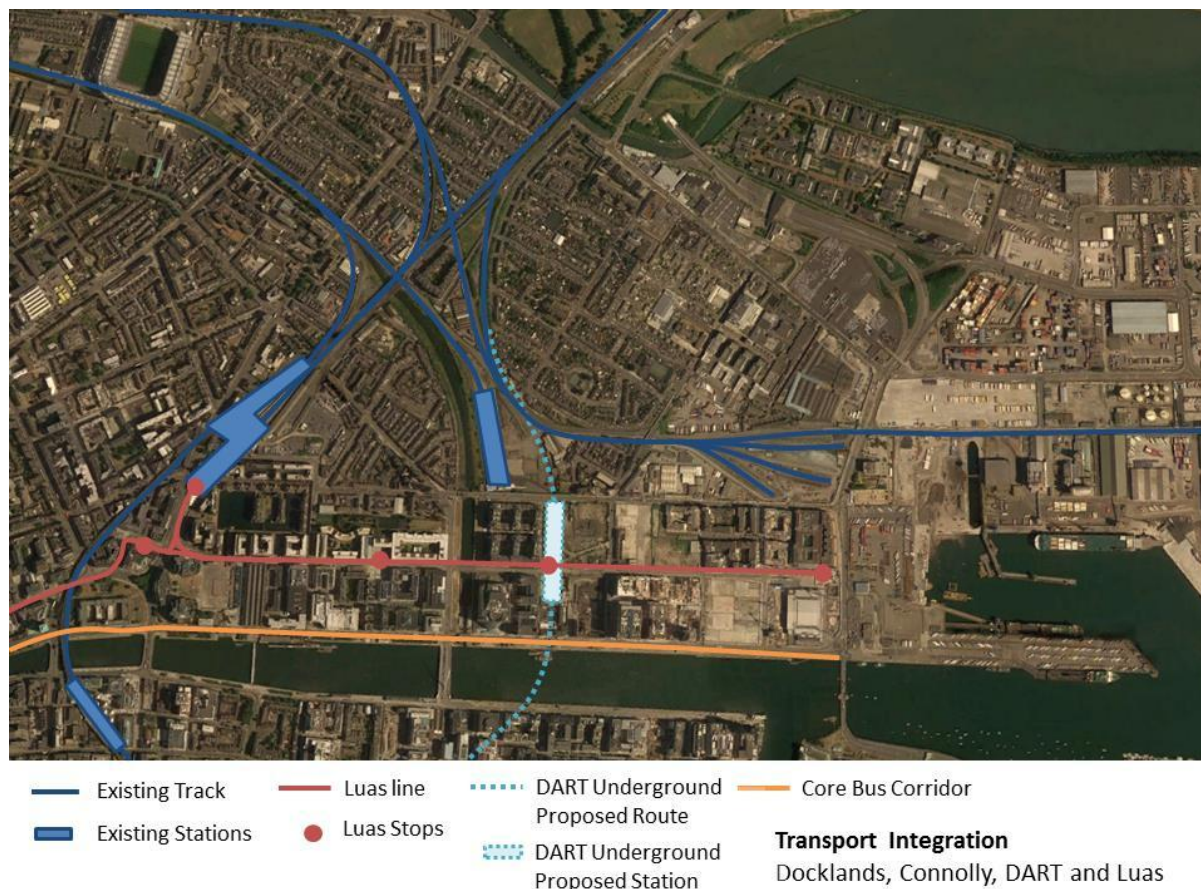 Existing Track
Existing Stations
Luas line
Luas Stops
DART Underground
Proposed Route
DART Underground
Proposed Station
Core Bus Corridor
Transport Integration
Docklands, Connolly, DART and Luas